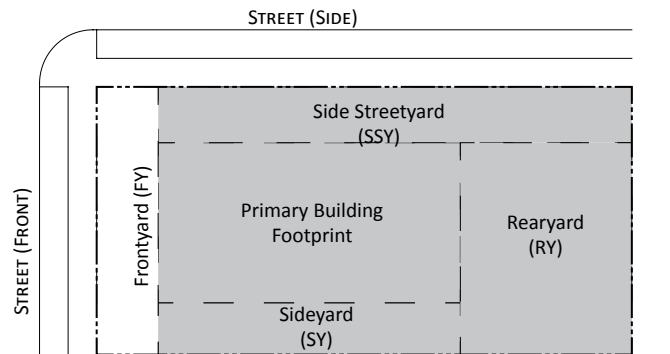 STREET (SIDE)
Side Streetyard
(SSY)
STREET (FRONT)
Frontyard (FY)
Primary Building
Footprint
Rearyard
(RY)
Sideyard
(SY)